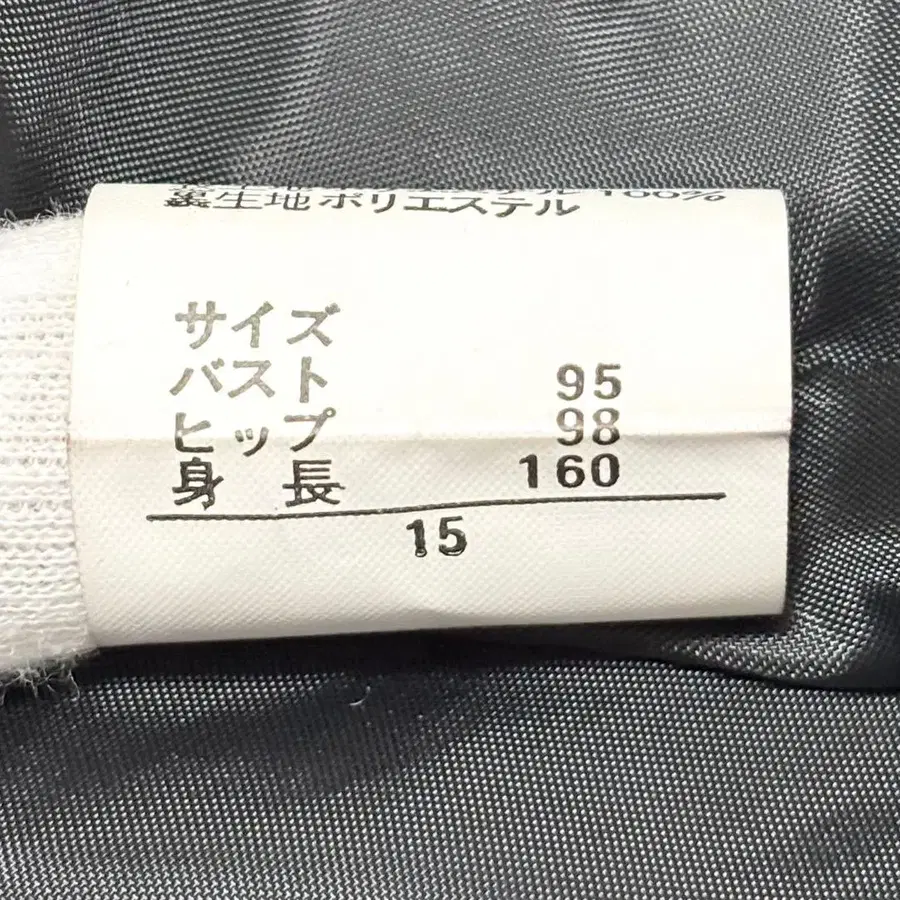 裏生地 ポリエステル 100%
サイズ
バスト 95
ヒップ 98
身長 160
15